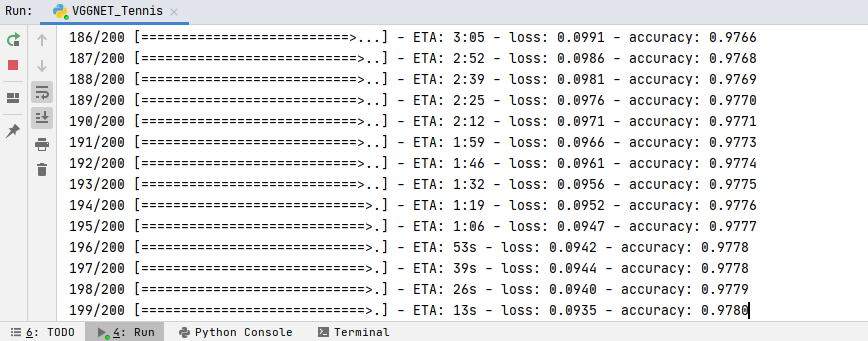 Run: VGGNET_Tennis
186/200 [===========================>...] - ETA: 3:05 - loss: 0.0991 - accuracy: 0.9766
187/200 [===========================>...] - ETA: 2:52 - loss: 0.0986 - accuracy: 0.9768
188/200 [===========================>...] - ETA: 2:39 - loss: 0.0981 - accuracy: 0.9769
189/200 [===========================>...] - ETA: 2:25 - loss: 0.0976 - accuracy: 0.9770
190/200 [===========================>...] - ETA: 2:12 - loss: 0.0971 - accuracy: 0.9771
191/200 [===========================>...] - ETA: 1:59 - loss: 0.0966 - accuracy: 0.9773
192/200 [============================>..] - ETA: 1:46 - loss: 0.0961 - accuracy: 0.9774
193/200 [============================>..] - ETA: 1:32 - loss: 0.0956 - accuracy: 0.9775
194/200 [============================>.] - ETA: 1:19 - loss: 0.0952 - accuracy: 0.9776
195/200 [============================>.] - ETA: 1:06 - loss: 0.0947 - accuracy: 0.9777
196/200 [============================>.] - ETA: 53s - loss: 0.0942 - accuracy: 0.9778
197/200 [============================>.] - ETA: 39s - loss: 0.0944 - accuracy: 0.9778
198/200 [============================>.] - ETA: 26s - loss: 0.0940 - accuracy: 0.9779
199/200 [============================>.] - ETA: 13s - loss: 0.0935 - accuracy: 0.9780
6: TODO 4: Run Python Console Terminal